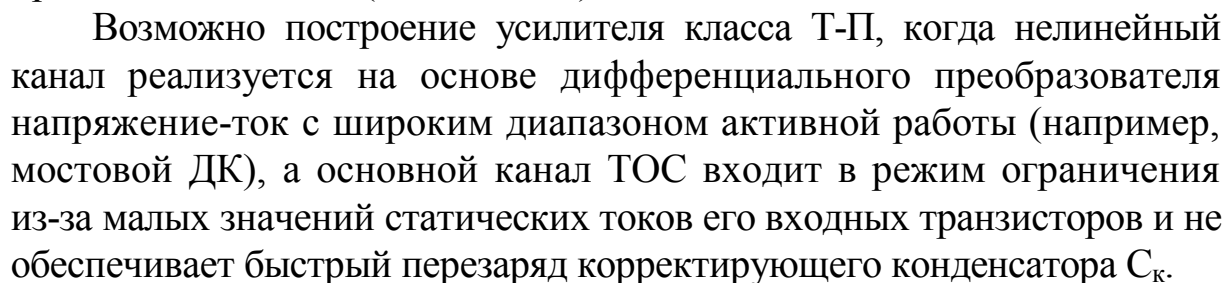 Возможно построение усилителя класса Т-П, когда нелинейный
канал реализуется на основе дифференциального преобразователя
напряжение-ток с широким диапазоном активной работы (например,
мостовой ДК), а основной канал ТОС входит в режим ограничения
из-за малых значений статических токов его входных транзисторов и не
обеспечивает быстрый перезаряд корректирующего конденсатора Cк.